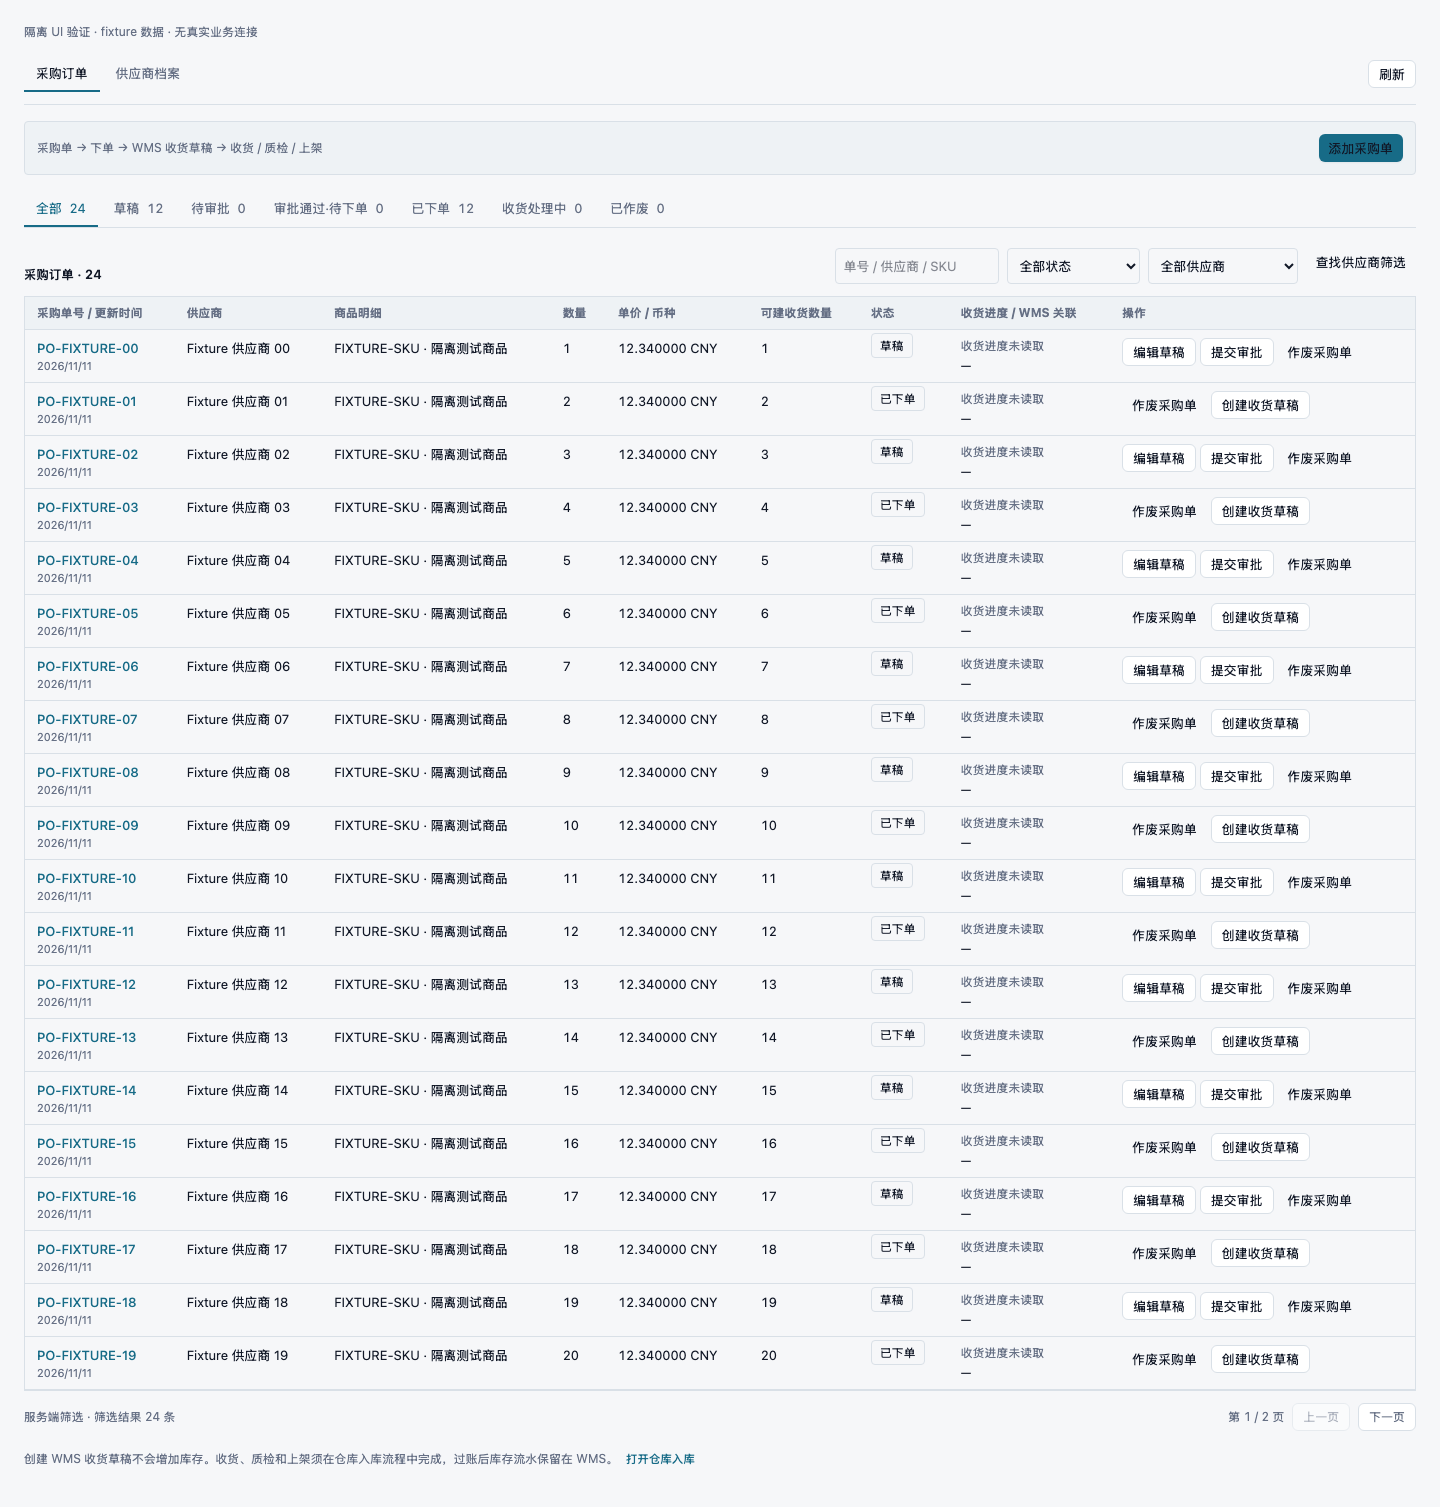 隔离 UI 验证 · fixture 数据 · 无真实业务连接
采购订单 供应商档案 刷新
采购单 → 下单 → WMS 收货草稿 → 收货 / 质检 / 上架 添加采购单
全部 24 草稿 12 待审批 0 审批通过·待下单 0 已下单 12 收货处理中 0 已作废 0
采购订单 · 24 单号 / 供应商 / SKU 全部状态 全部供应商 查找供应商筛选
采购单号 / 更新时间 供应商 商品明细 数量 单价 / 币种 可建收货数量 状态 收货进度 / WMS 关联 操作
PO-FIXTURE-00 Fixture 供应商 00 FIXTURE-SKU · 隔离测试商品 1 12.340000 CNY 1 草稿 收货进度未读取 编辑草稿 提交审批 作废采购单
2026/11/11 —
PO-FIXTURE-01 Fixture 供应商 01 FIXTURE-SKU · 隔离测试商品 2 12.340000 CNY 2 已下单 收货进度未读取 作废采购单 创建收货草稿
2026/11/11 —
PO-FIXTURE-02 Fixture 供应商 02 FIXTURE-SKU · 隔离测试商品 3 12.340000 CNY 3 草稿 收货进度未读取 编辑草稿 提交审批 作废采购单
2026/11/11 —
PO-FIXTURE-03 Fixture 供应商 03 FIXTURE-SKU · 隔离测试商品 4 12.340000 CNY 4 已下单 收货进度未读取 作废采购单 创建收货草稿
2026/11/11 —
PO-FIXTURE-04 Fixture 供应商 04 FIXTURE-SKU · 隔离测试商品 5 12.340000 CNY 5 草稿 收货进度未读取 编辑草稿 提交审批 作废采购单
2026/11/11 —
PO-FIXTURE-05 Fixture 供应商 05 FIXTURE-SKU · 隔离测试商品 6 12.340000 CNY 6 已下单 收货进度未读取 作废采购单 创建收货草稿
2026/11/11 —
PO-FIXTURE-06 Fixture 供应商 06 FIXTURE-SKU · 隔离测试商品 7 12.340000 CNY 7 草稿 收货进度未读取 编辑草稿 提交审批 作废采购单
2026/11/11 —
PO-FIXTURE-07 Fixture 供应商 07 FIXTURE-SKU · 隔离测试商品 8 12.340000 CNY 8 已下单 收货进度未读取 作废采购单 创建收货草稿
2026/11/11 —
PO-FIXTURE-08 Fixture 供应商 08 FIXTURE-SKU · 隔离测试商品 9 12.340000 CNY 9 草稿 收货进度未读取 编辑草稿 提交审批 作废采购单
2026/11/11 —
PO-FIXTURE-09 Fixture 供应商 09 FIXTURE-SKU · 隔离测试商品 10 12.340000 CNY 10 已下单 收货进度未读取 作废采购单 创建收货草稿
2026/11/11 —
PO-FIXTURE-10 Fixture 供应商 10 FIXTURE-SKU · 隔离测试商品 11 12.340000 CNY 11 草稿 收货进度未读取 编辑草稿 提交审批 作废采购单
2026/11/11 —
PO-FIXTURE-11 Fixture 供应商 11 FIXTURE-SKU · 隔离测试商品 12 12.340000 CNY 12 已下单 收货进度未读取 作废采购单 创建收货草稿
2026/11/11 —
PO-FIXTURE-12 Fixture 供应商 12 FIXTURE-SKU · 隔离测试商品 13 12.340000 CNY 13 草稿 收货进度未读取 编辑草稿 提交审批 作废采购单
2026/11/11 —
PO-FIXTURE-13 Fixture 供应商 13 FIXTURE-SKU · 隔离测试商品 14 12.340000 CNY 14 已下单 收货进度未读取 作废采购单 创建收货草稿
2026/11/11 —
PO-FIXTURE-14 Fixture 供应商 14 FIXTURE-SKU · 隔离测试商品 15 12.340000 CNY 15 草稿 收货进度未读取 编辑草稿 提交审批 作废采购单
2026/11/11 —
PO-FIXTURE-15 Fixture 供应商 15 FIXTURE-SKU · 隔离测试商品 16 12.340000 CNY 16 已下单 收货进度未读取 作废采购单 创建收货草稿
2026/11/11 —
PO-FIXTURE-16 Fixture 供应商 16 FIXTURE-SKU · 隔离测试商品 17 12.340000 CNY 17 草稿 收货进度未读取 编辑草稿 提交审批 作废采购单
2026/11/11 —
PO-FIXTURE-17 Fixture 供应商 17 FIXTURE-SKU · 隔离测试商品 18 12.340000 CNY 18 已下单 收货进度未读取 作废采购单 创建收货草稿
2026/11/11 —
PO-FIXTURE-18 Fixture 供应商 18 FIXTURE-SKU · 隔离测试商品 19 12.340000 CNY 19 草稿 收货进度未读取 编辑草稿 提交审批 作废采购单
2026/11/11 —
PO-FIXTURE-19 Fixture 供应商 19 FIXTURE-SKU · 隔离测试商品 20 12.340000 CNY 20 已下单 收货进度未读取 作废采购单 创建收货草稿
2026/11/11 —
服务端筛选 · 筛选结果 24 条 第 1 / 2 页 上一页 下一页
创建 WMS 收货草稿不会增加库存。收货、质检和上架须在仓库入库流程中完成，过账后库存流水保留在 WMS。 打开仓库入库